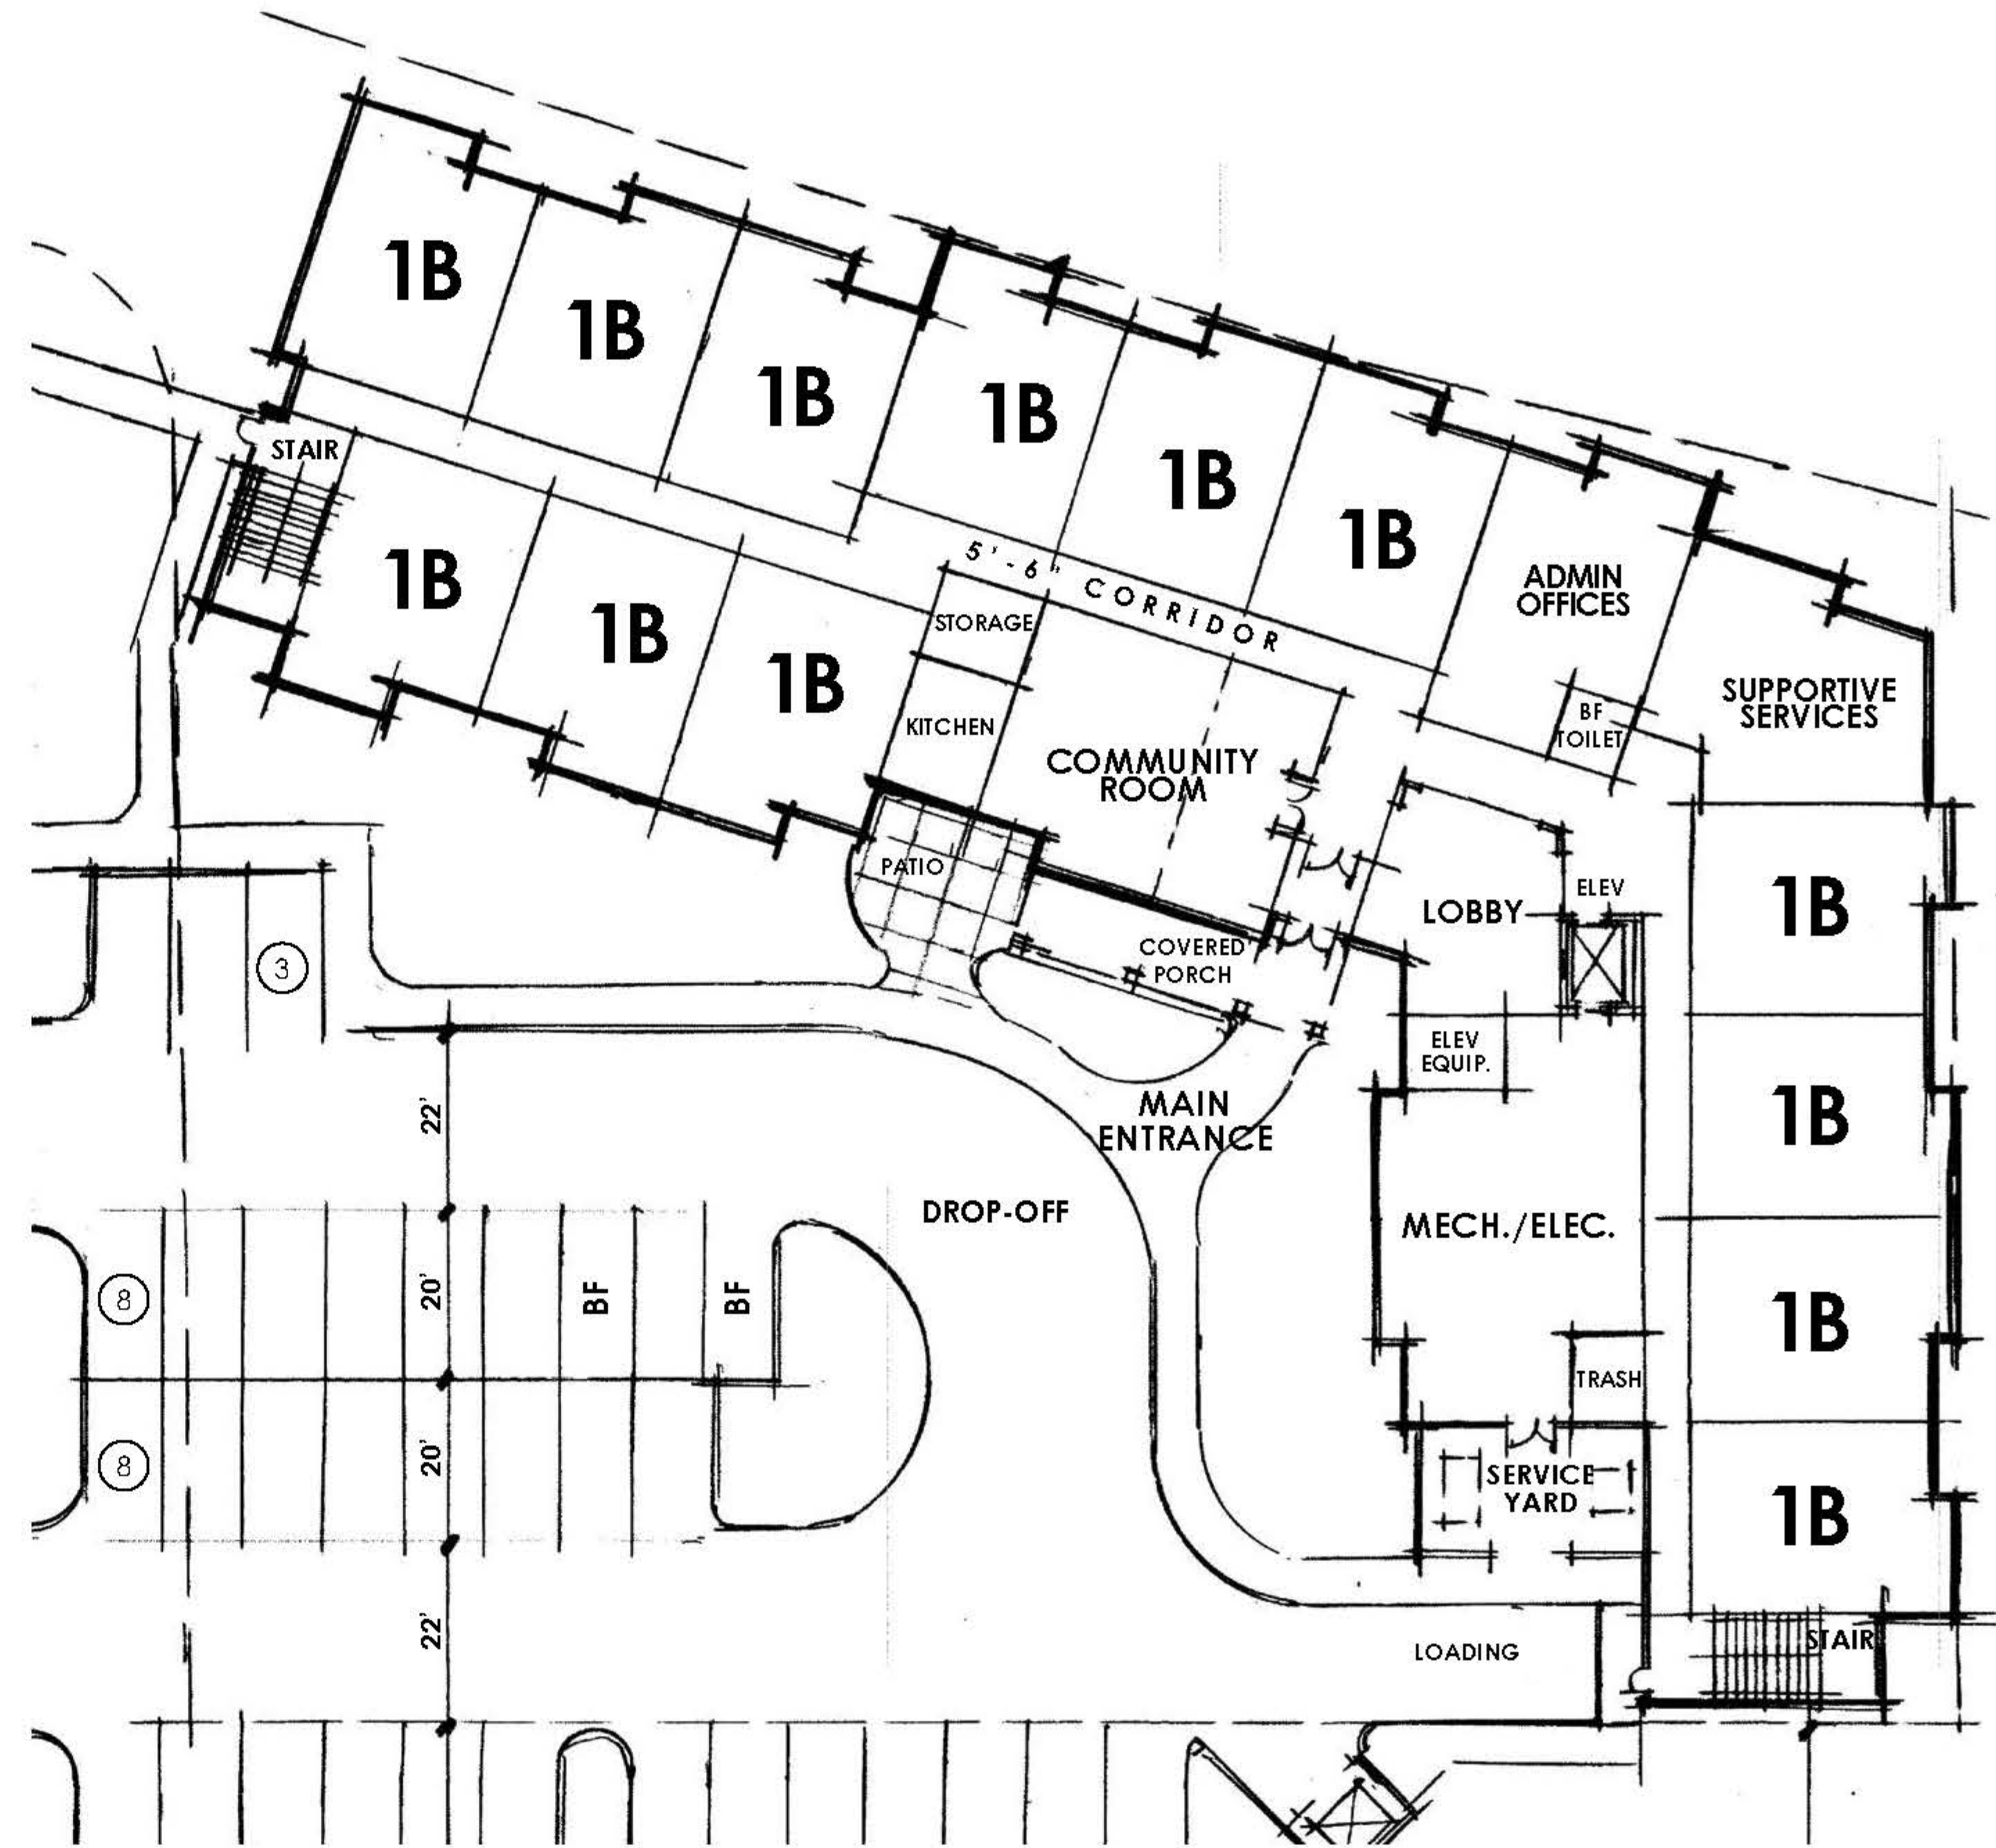 1B
1B
1B
1B
1B
1B
STAIR
1B
1B
1B
5'-6" CORRIDOR
STORAGE
KITCHEN
COMMUNITY
ROOM
ADMIN
OFFICES
BF
TOILET
SUPPORTIVE
SERVICES
PATIO
COVERED
PORCH
LOBBY
ELEV
1B
3
ELEV
EQUIP.
MAIN
ENTRANCE
1B
22'
DROP-OFF
MECH./ELEC.
8
20'
BF
BF
1B
TRASH
8
20'
SERVICE
YARD
1B
22'
LOADING
STAIR